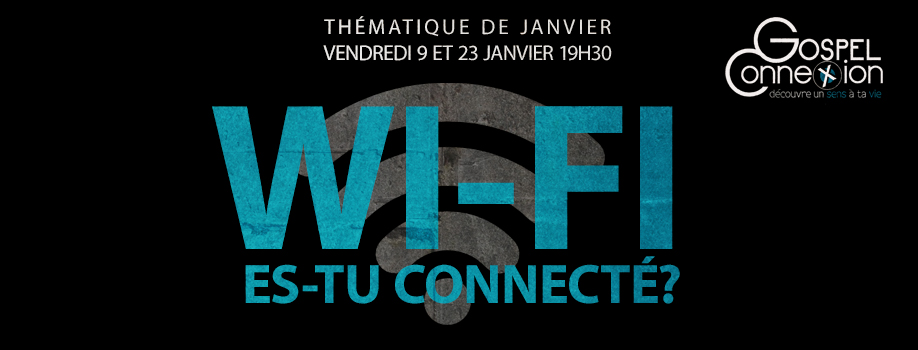 THÉMATIQUE DE JANVIER
VENDREDI 9 ET 23 JANVIER 19H30
GOSPEL
Connexion
découvre un sens à ta vie
WI-FI
ES-TU CONNECTÉ?